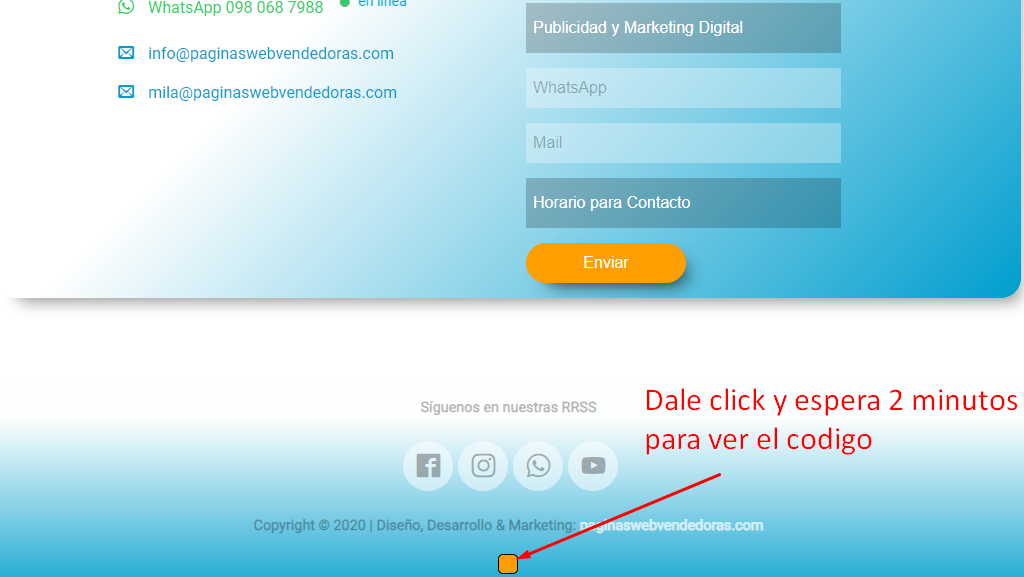 WhatsApp 098 068 7988
en linea
info@paginaswebvendedoras.com
mila@paginaswebvendedoras.com
Publicidad y Marketing Digital
WhatsApp
Mail
Horario para Contacto
Enviar
Dale click y espera 2 minutos
para ver el codigo
Síguenos en nuestras RRSS
Copyright © 2020 | Diseño, Desarrollo & Marketing: paginaswebvendedoras.com